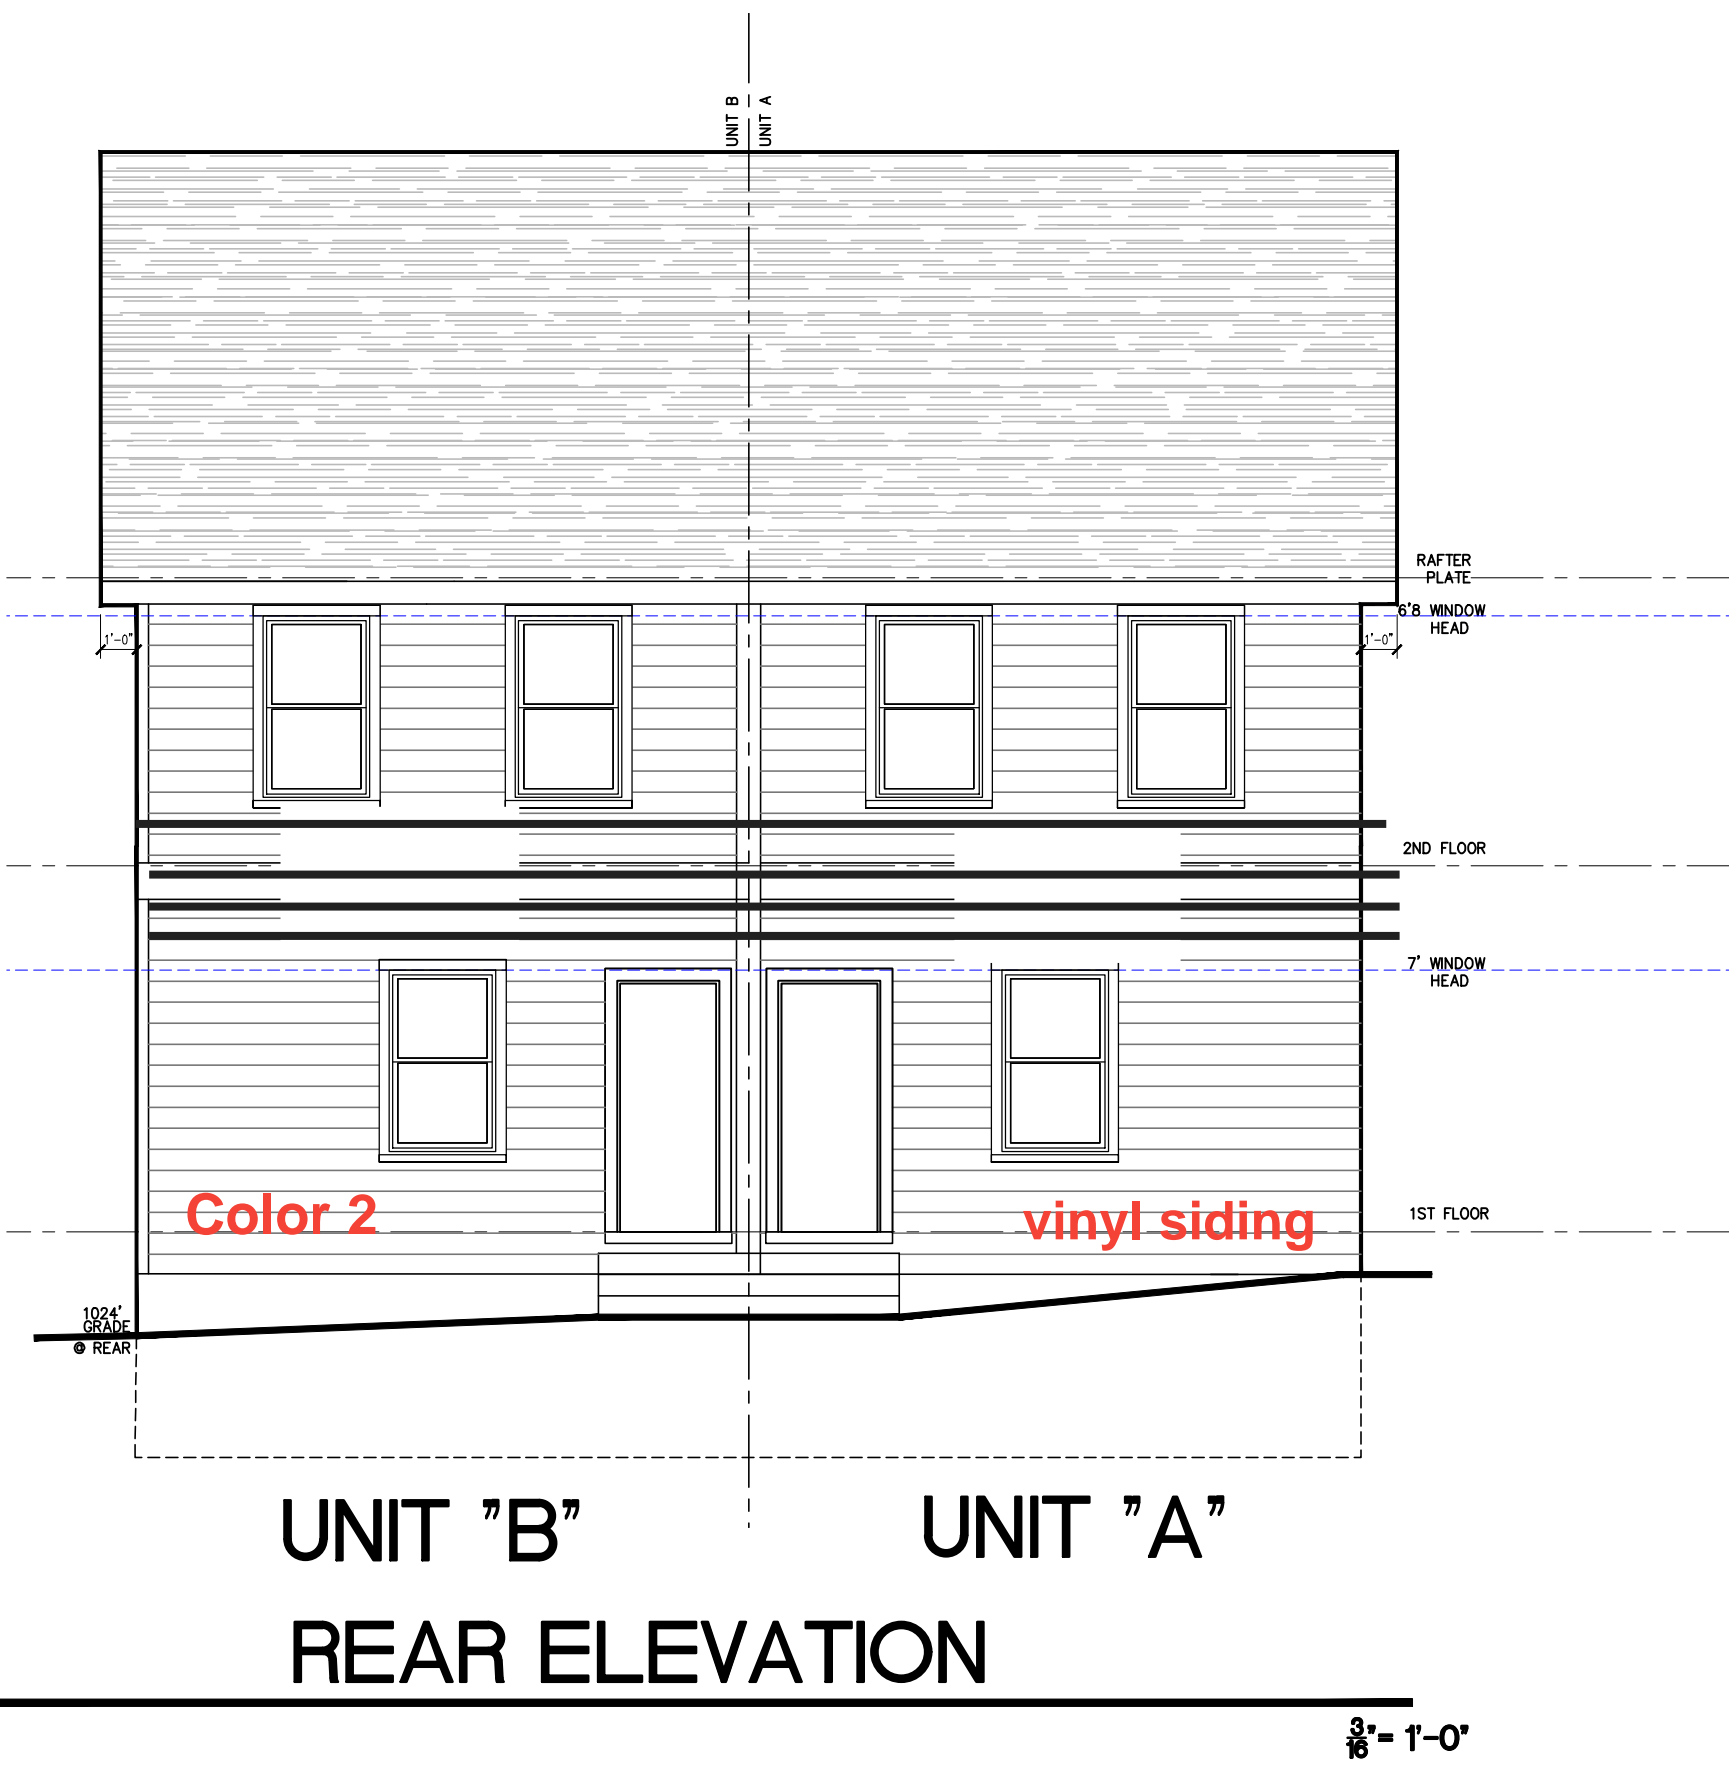 UNIT B
UNIT A
RAFTER
PLATE
6'8 WINDOW
HEAD
1'-0"
1'-0"
2ND FLOOR
7' WINDOW
HEAD
Color 2
vinyl siding
1ST FLOOR
1024'
GRADE
@ REAR
UNIT "B"
UNIT "A"
REAR ELEVATION
3/16"= 1'-0"